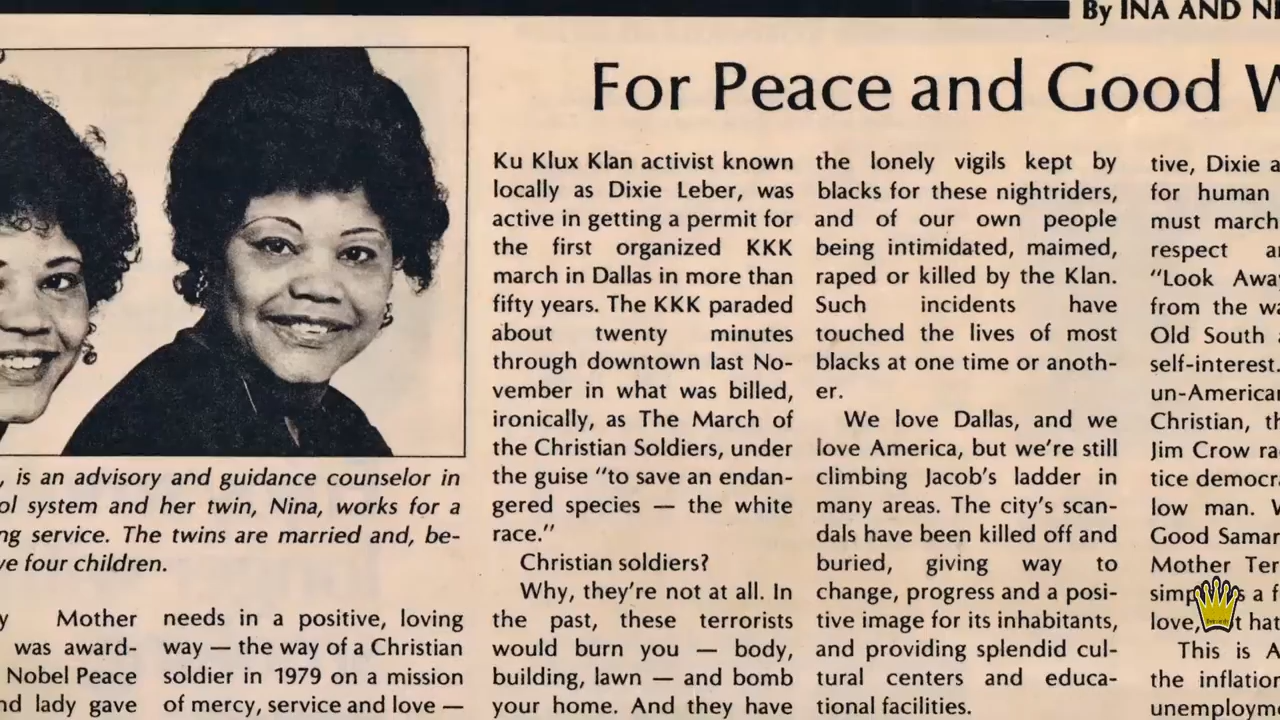 By INA AND
For Peace and Good
, is an advisory and guidance counselor in
ol system and her twin, Nina, works for a
ng service. The twins are married and, be-
ve four children.
y Mother
was award-
Nobel Peace
nd lady gave
needs in a positive, loving
way — the way of a Christian
soldier in 1979 on a mission
of mercy, service and love —
Ku Klux Klan activist known
locally as Dixie Leber, was
active in getting a permit for
the first organized KKK
march in Dallas in more than
fifty years. The KKK paraded
about twenty minutes
through downtown last No-
vember in what was billed,
ironically, as The March of
the Christian Soldiers, under
the guise “to save an endan-
gered species — the white
race.”
Christian soldiers?
Why, they’re not at all. In
the past, these terrorists
would burn you — body,
building, lawn — and bomb
your home. And they have
the lonely vigils kept by
blacks for these nightriders,
and of our own people
being intimidated, maimed,
raped or killed by the Klan.
Such incidents have
touched the lives of most
blacks at one time or anoth-
er.
We love Dallas, and we
love America, but we’re still
climbing Jacob’s ladder in
many areas. The city’s scan-
dals have been killed off and
buried, giving way to
change, progress and a posi-
tive image for its inhabitants,
and providing splendid cul-
tural centers and educa-
tional facilities.
tive, Dixie a
for human
must march
respect a
“Look Awa
from the wa
Old South a
self-interest.
un-American
Christian, th
Jim Crow ra
tice democra
low man. W
Good Samar
Mother Ter
simp s a f
love, t hat
This is A
the inflation
unemployme